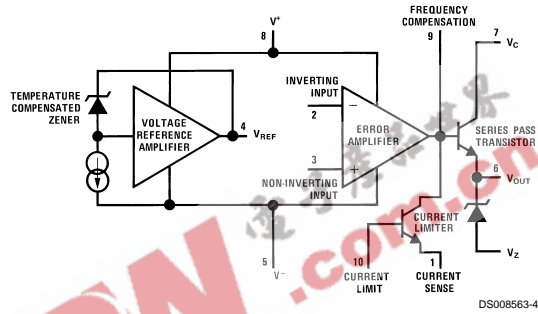 FREQUENCY
COMPENSATION
V+
8
9
7
VC
TEMPERATURE
COMPENSATED
ZENER
VOLTAGE
REFERENCE
AMPLIFIER
4
VREF
INVERTING
INPUT
2
−
ERROR
AMPLIFIER
3
+
NON-INVERTING
INPUT
SERIES PASS
TRANSISTOR
6
VOUT
CURRENT
LIMITER
VZ
5
V−
10
CURRENT
LIMIT
1
CURRENT
SENSE
DS008563-4
.com.cn